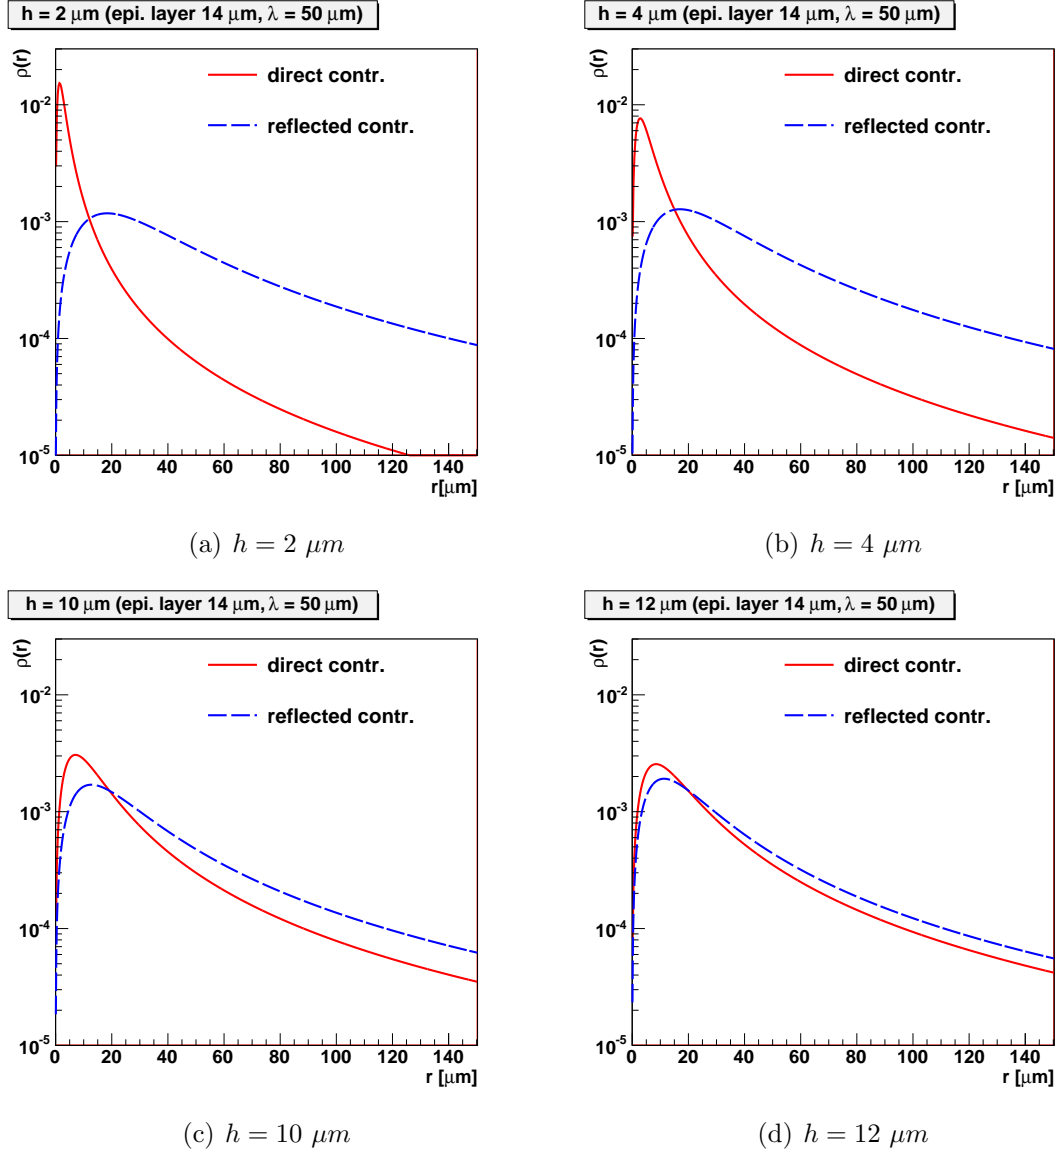 h = 2 μm (epi. layer 14 μm, λ = 50 μm)
ρ(r)
direct contr.
reflected contr.
10⁻²
10⁻³
10⁻⁴
10⁻⁵
0 20 40 60 80 100 120 140
r[μm]
(a) h = 2 μm
h = 4 μm (epi. layer 14 μm, λ = 50 μm)
ρ(r)
direct contr.
reflected contr.
10⁻²
10⁻³
10⁻⁴
10⁻⁵
0 20 40 60 80 100 120 140
r [μm]
(b) h = 4 μm
h = 10 μm (epi. layer 14 μm, λ = 50 μm)
ρ(r)
direct contr.
reflected contr.
10⁻²
10⁻³
10⁻⁴
10⁻⁵
0 20 40 60 80 100 120 140
r [μm]
(c) h = 10 μm
h = 12 μm (epi. layer 14 μm, λ = 50 μm)
ρ(r)
direct contr.
reflected contr.
10⁻²
10⁻³
10⁻⁴
10⁻⁵
0 20 40 60 80 100 120 140
r [μm]
(d) h = 12 μm